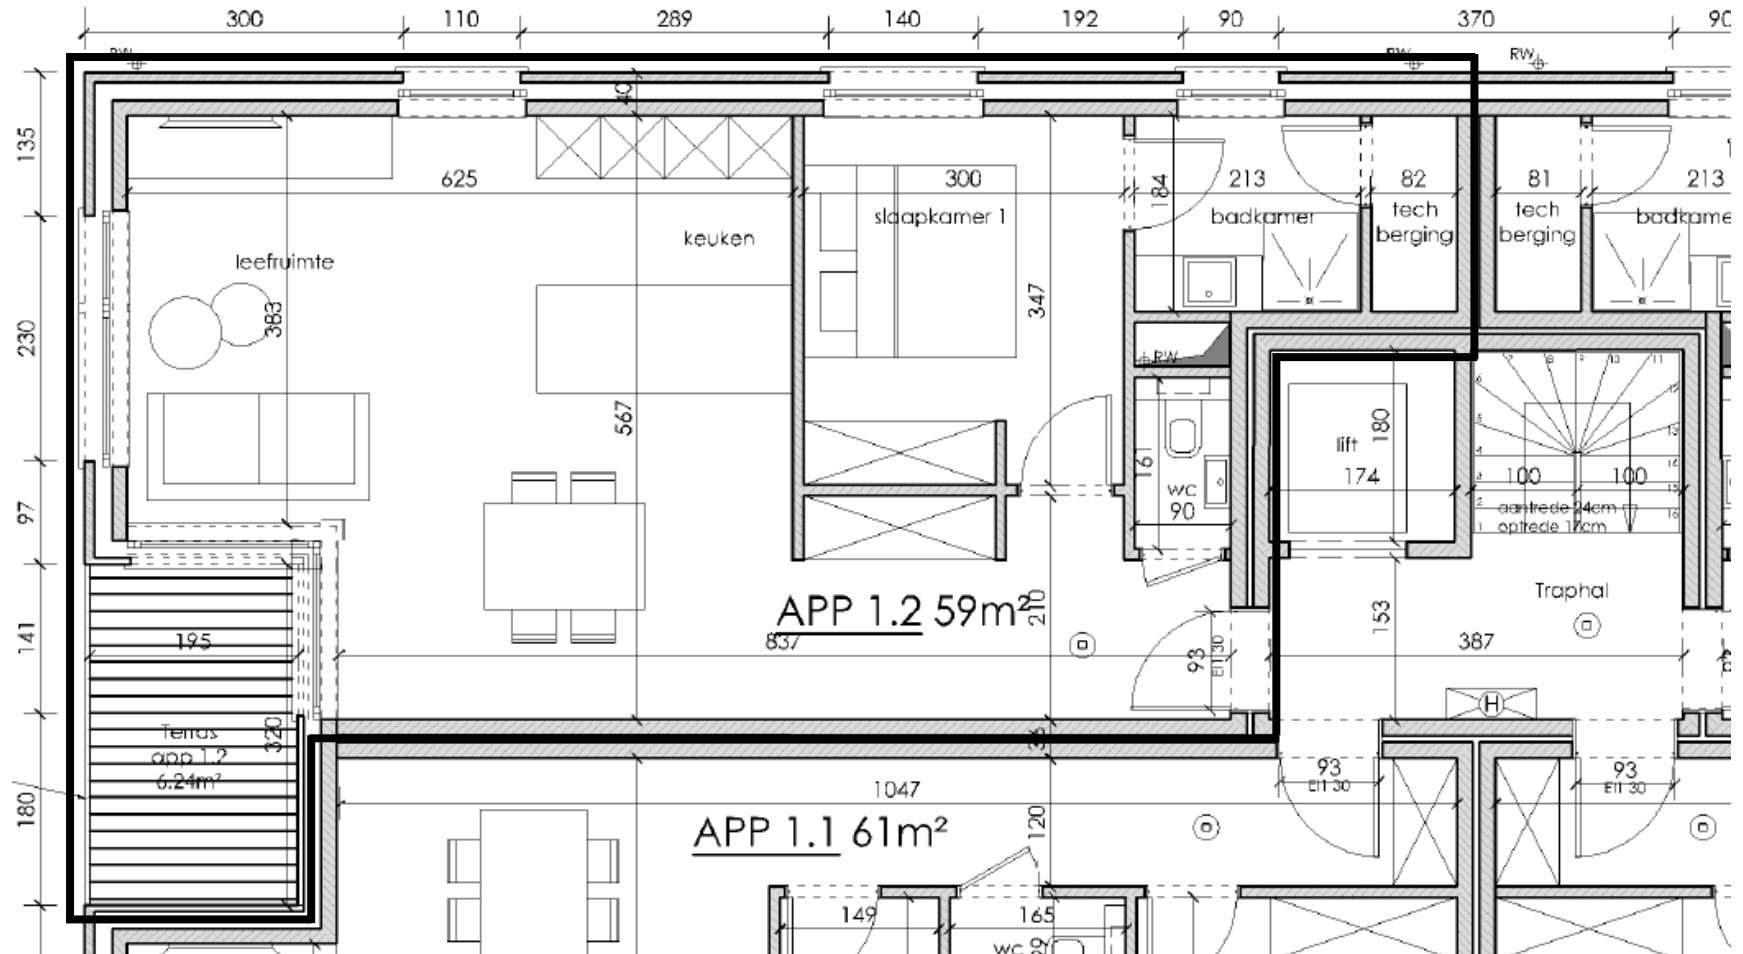 300 110 289 140 192 90 370 90
RW RW RW
40
135
625 300 184 213 82 81 213
slaapkamer 1 badkamer tech berging tech berging badkame
keuken
leefruimte
383 347
230
RW
567 180
lift
161 174 100 100
wc
90
97
aantrede 24cm
optrede 17cm
APP 1.2 59m²
210
Traphal
153
141
195 837 93 EI1 30 387
320
Terras
app 1.2
6.24m²
H
93 93
EI1 30 EI1 30
1047
180
APP 1.1 61m²
120
149 165
wc